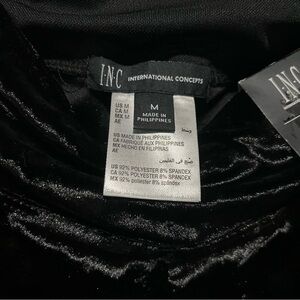 I·N·C INTERNATIONAL CONCEPTS
US M
CA M
MX M
AE
M
MADE IN
PHILIPPINES
وسط
US MADE IN PHILIPPINES
CA FABRIQUÉ AUX PHILIPPINES
MX HECHO EN FILIPINAS
AE صنع في الفلبين
US 92% POLYESTER 8% SPANDEX
CA 92% POLYESTER 8% SPANDEX
MX 92% poliéster 8% spandex
I·N·C